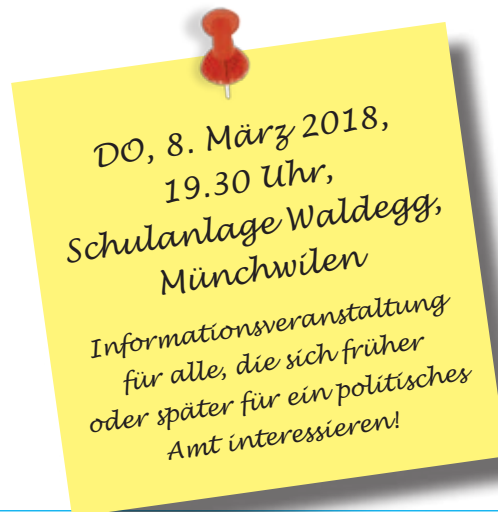 DO, 8. März 2018,
19.30 Uhr,
Schulanlage Waldegg,
Münchwilen
Informationsveranstaltung
für alle, die sich früher
oder später für ein politisches
Amt interessieren!